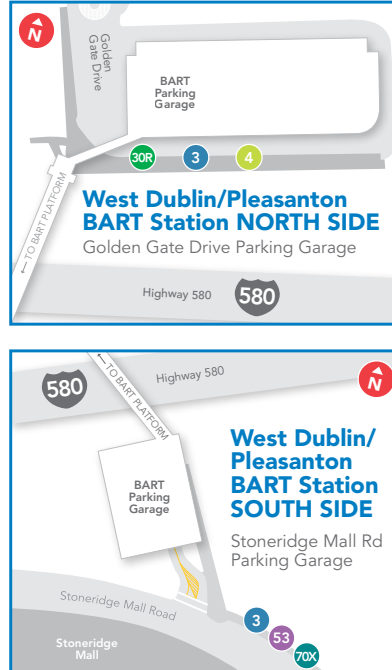 N
Golden
Gate Drive
BART
Parking
Garage
30R
3
4
← TO BART PLATFORM
West Dublin/Pleasanton
BART Station NORTH SIDE
Golden Gate Drive Parking Garage
Highway 580
580
← TO BART PLATFORM
580
Highway 580
N
West Dublin/
Pleasanton
BART Station
SOUTH SIDE
BART
Parking
Garage
Stoneridge Mall Rd
Parking Garage
Stoneridge Mall Road
3
53
70X
Stoneridge
Mall